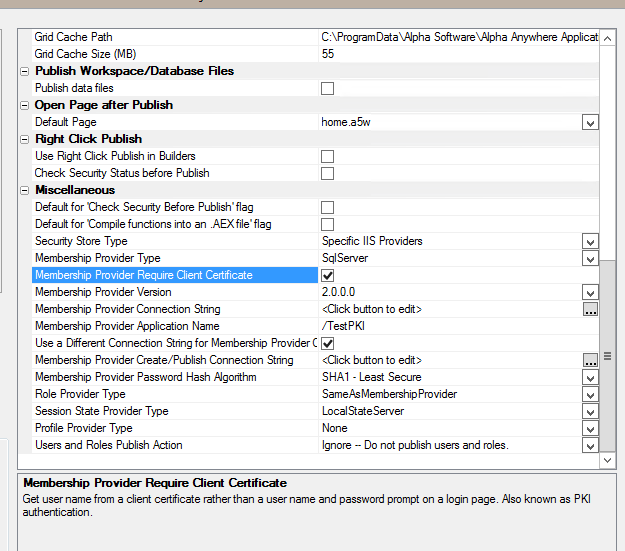 Grid Cache Path C:\ProgramData\Alpha Software\Alpha Anywhere Applicat
Grid Cache Size (MB) 55
Publish Workspace/Database Files
Publish data files
Open Page after Publish
Default Page home.a5w
Right Click Publish
Use Right Click Publish in Builders
Check Security Status before Publish
Miscellaneous
Default for 'Check Security Before Publish' flag
Default for 'Compile functions into an .AEX file' flag
Security Store Type Specific IIS Providers
Membership Provider Type SqlServer
Membership Provider Require Client Certificate
Membership Provider Version 2.0.0.0
Membership Provider Connection String <Click button to edit> ...
Membership Provider Application Name /TestPKI
Use a Different Connection String for Membership Provider C
Membership Provider Create/Publish Connection String <Click button to edit> ...
Membership Provider Password Hash Algorithm SHA1 - Least Secure
Role Provider Type SameAsMembershipProvider
Session State Provider Type LocalStateServer
Profile Provider Type None
Users and Roles Publish Action Ignore -- Do not publish users and roles.
Membership Provider Require Client Certificate
Get user name from a client certificate rather than a user name and password prompt on a login page. Also known as PKI
authentication.